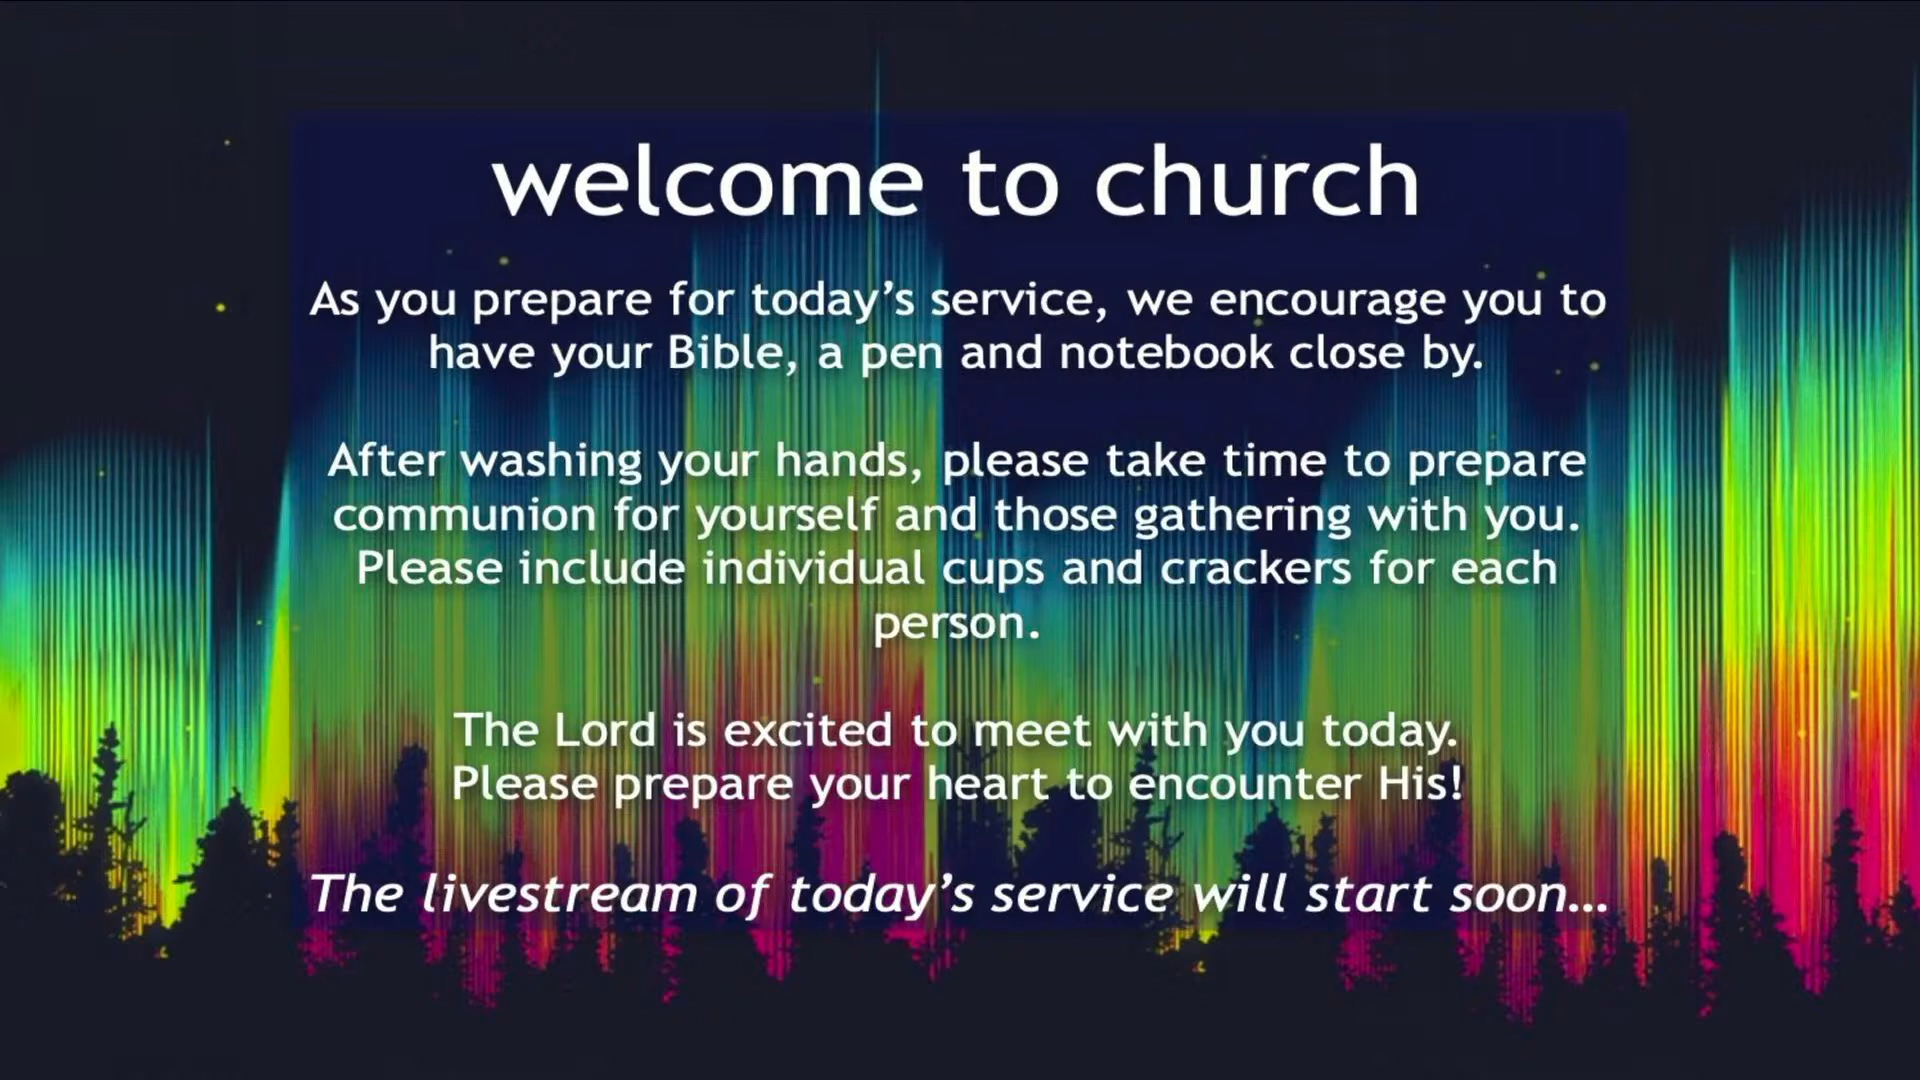 welcome to church
As you prepare for today’s service, we encourage you to
have your Bible, a pen and notebook close by.
After washing your hands, please take time to prepare
communion for yourself and those gathering with you.
Please include individual cups and crackers for each
person.
The Lord is excited to meet with you today.
Please prepare your heart to encounter His!
The livestream of today’s service will start soon…